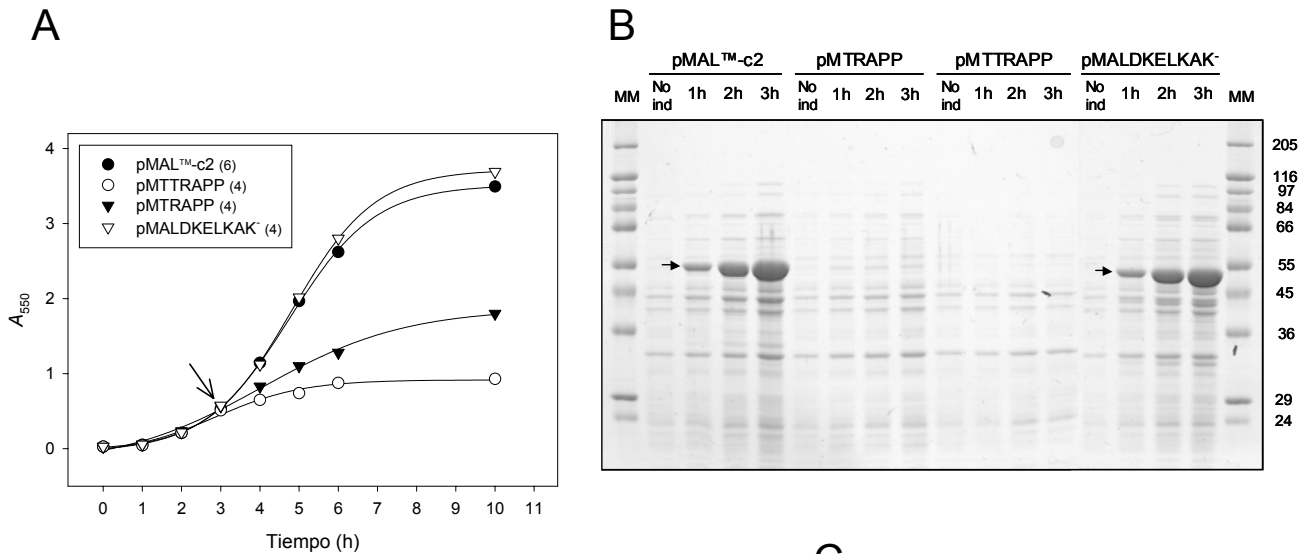 A
4
3
2
1
0
A550
pMAL™-c2 (6)
pMTTRAPP (4)
pMTRAPP (4)
pMALDKELKAK- (4)
0 1 2 3 4 5 6 7 8 9 10 11
Tiempo (h)
B
pMAL™-c2 pMTRAPP pMTTRAPP pMALDKELKAK-
MM No ind 1h 2h 3h No ind 1h 2h 3h No ind 1h 2h 3h No ind 1h 2h 3h MM
205
116
97
84
66
55
45
36
29
24